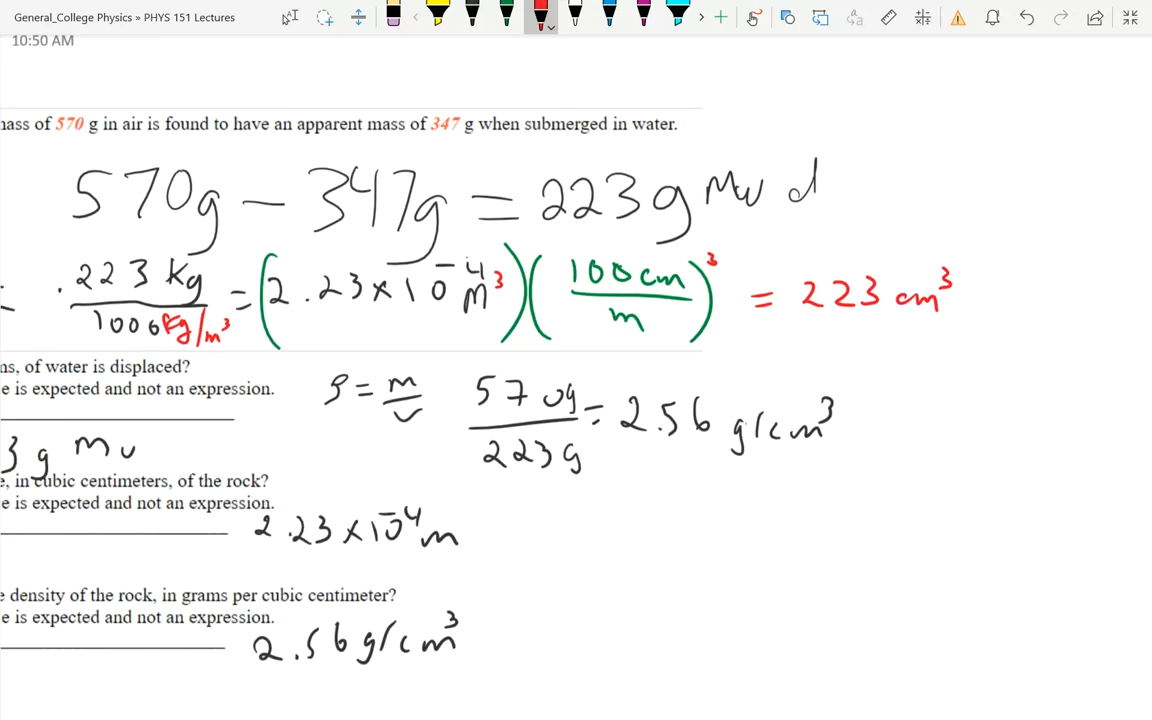 General_College Physics » PHYS 151 Lectures
10:50 AM
mass of 570 g in air is found to have an apparent mass of 347 g when submerged in water.
570g - 347g = 223g Mw d
= .223 Kg / 1000 kg/m³ = (2.23 × 10⁻⁴ m³)(100 cm / m)³ = 223 cm³
ms, of water is displaced?
e is expected and not an expression.
ρ = m/v 570g / 223g = 2.56 g/cm³
3 g Mv
e, in cubic centimeters, of the rock?
e is expected and not an expression.
2.23 × 10⁻⁴ m
e density of the rock, in grams per cubic centimeter?
e is expected and not an expression.
2.56 g/cm³